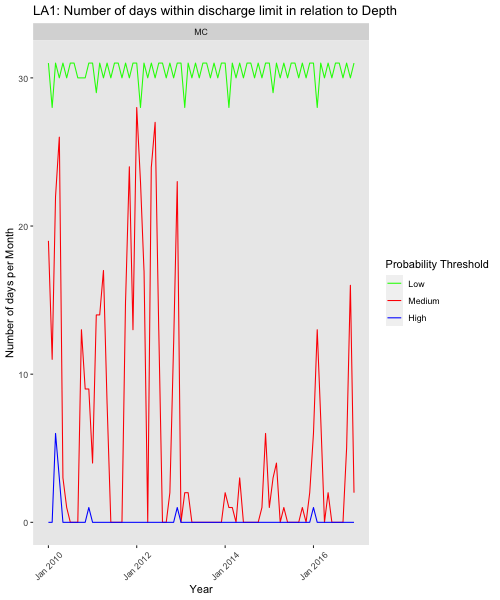 LA1: Number of days within discharge limit in relation to Depth
MC
30
20
10
0
Number of days per Month
Jan 2010
Jan 2012
Jan 2014
Jan 2016
Year
Probability Threshold
Low
Medium
High